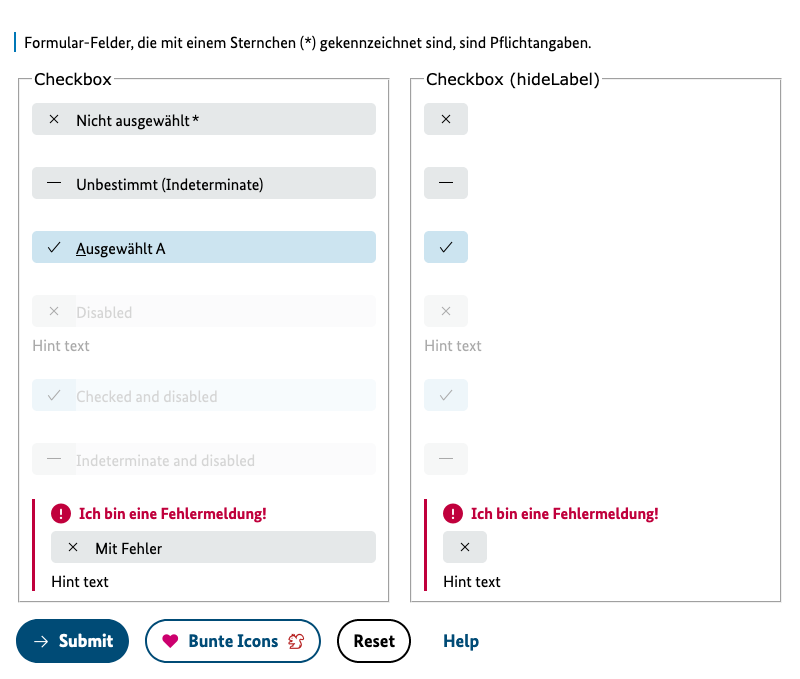 Formular-Felder, die mit einem Sternchen (*) gekennzeichnet sind, sind Pflichtangaben.
Checkbox
Nicht ausgewählt *
Unbestimmt (Indeterminate)
Ausgewählt A
Disabled
Hint text
Checked and disabled
Indeterminate and disabled
Ich bin eine Fehlermeldung!
Mit Fehler
Hint text
Checkbox (hideLabel)
Hint text
Ich bin eine Fehlermeldung!
Hint text
Submit
Bunte Icons
Reset
Help